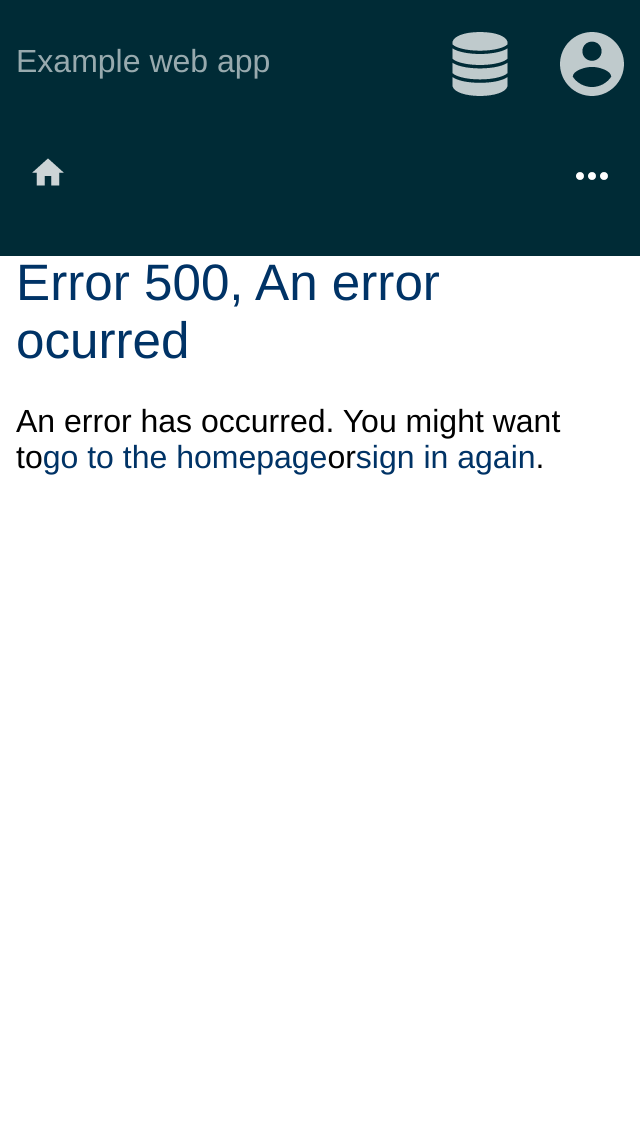 Example web app
Error 500, An error
ocurred
An error has occurred. You might want
togo to the homepageorsign in again.